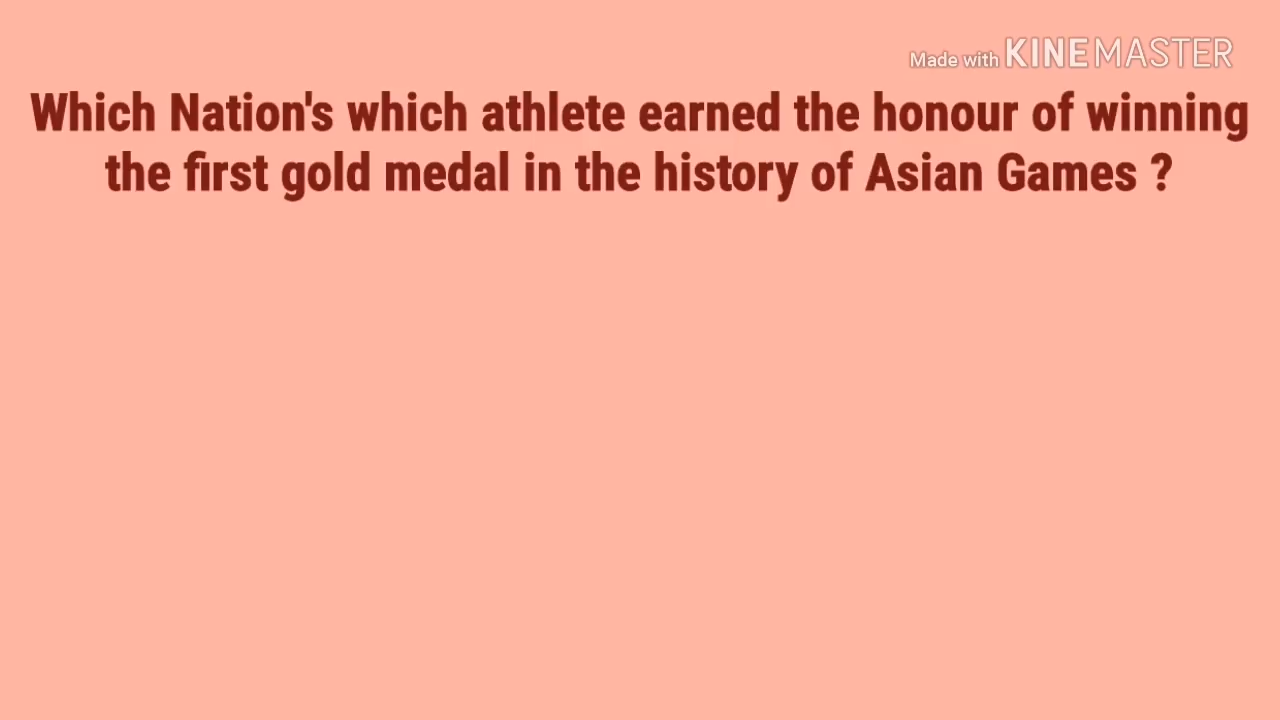 Made with KINEMASTER
Which Nation's which athlete earned the honour of winning
the first gold medal in the history of Asian Games ?